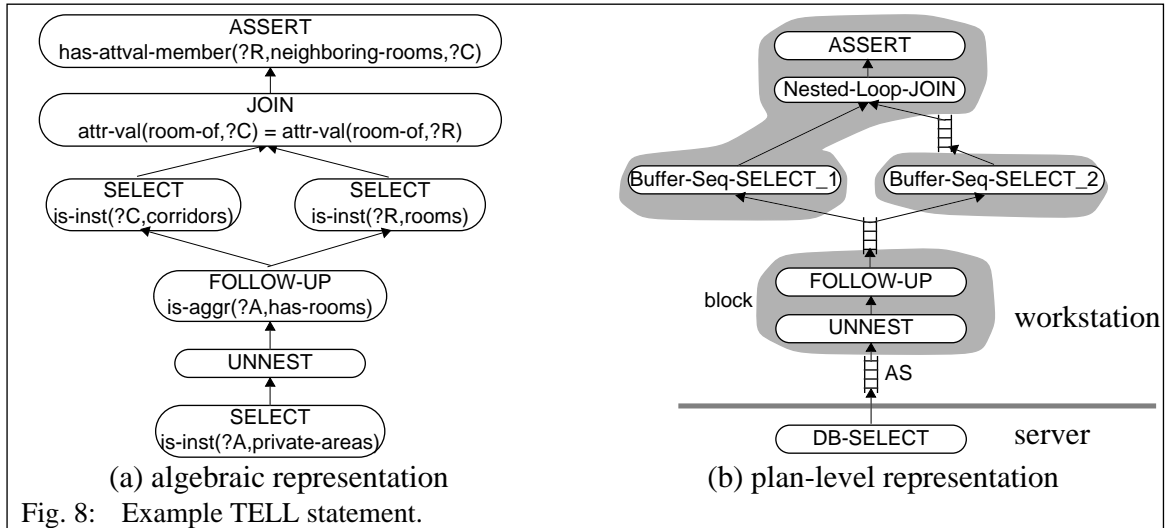 ASSERT
has-attval-member(?R,neighboring-rooms,?C)
JOIN
attr-val(room-of,?C) = attr-val(room-of,?R)
SELECT
is-inst(?C,corridors)
SELECT
is-inst(?R,rooms)
FOLLOW-UP
is-aggr(?A,has-rooms)
UNNEST
SELECT
is-inst(?A,private-areas)
(a) algebraic representation
ASSERT
Nested-Loop-JOIN
Buffer-Seq-SELECT_1
Buffer-Seq-SELECT_2
FOLLOW-UP
block
UNNEST
workstation
AS
DB-SELECT
server
(b) plan-level representation
Fig. 8: Example TELL statement.